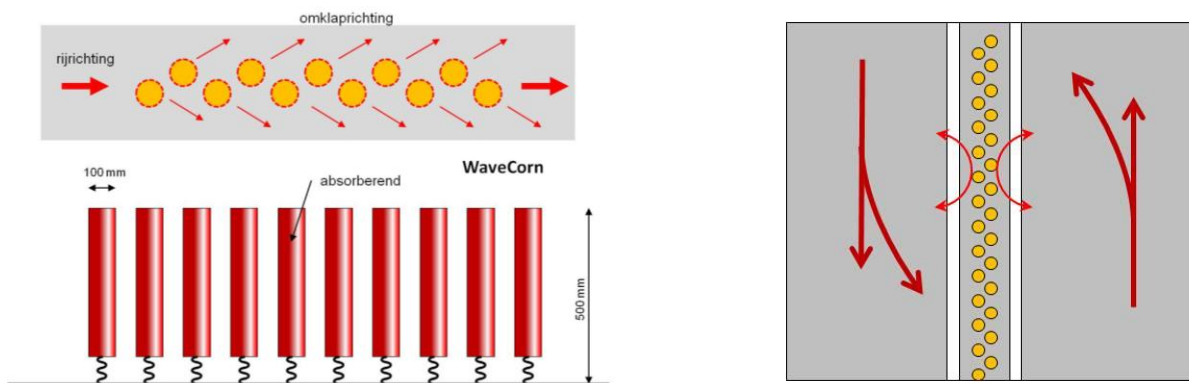 omklaprichting
rijrichting
WaveCorn
100 mm
absorberend
500 mm